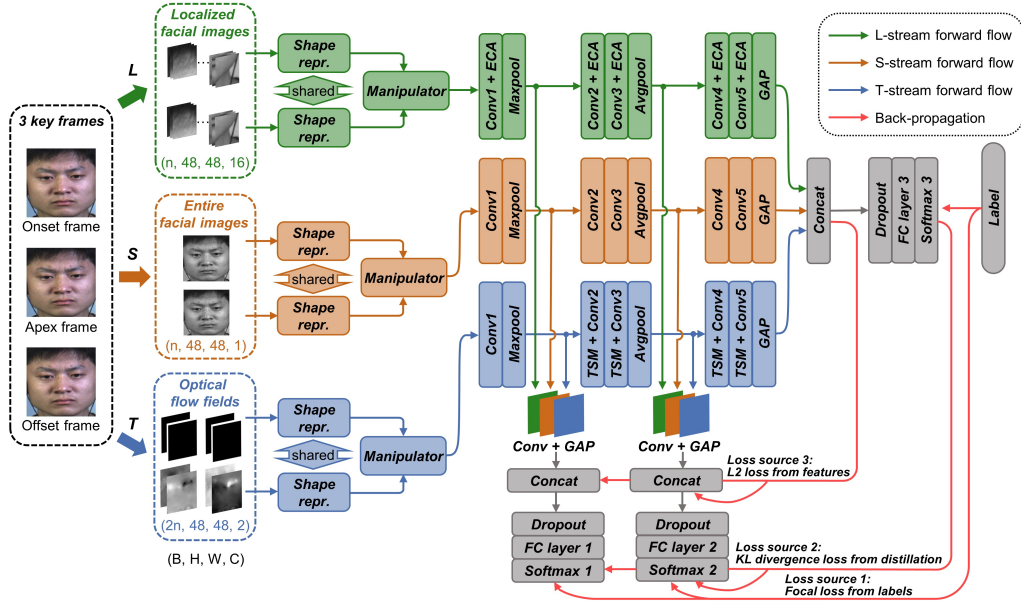 3 key frames
Onset frame
Apex frame
Offset frame
L
S
T
Localized
facial images
(n, 48, 48, 16)
Entire
facial images
(n, 48, 48, 1)
Optical
flow fields
(2n, 48, 48, 2)
(B, H, W, C)
Shape
repr.
shared
Shape
repr.
Manipulator
Shape
repr.
shared
Shape
repr.
Manipulator
Shape
repr.
shared
Shape
repr.
Manipulator
Conv1 + ECA
Maxpool
Conv2 + ECA
Conv3 + ECA
Avgpool
Conv4 + ECA
Conv5 + ECA
GAP
Conv1
Maxpool
Conv2
Conv3
Avgpool
Conv4
Conv5
GAP
Conv1
Maxpool
TSM + Conv2
TSM + Conv3
Avgpool
TSM + Conv4
TSM + Conv5
GAP
L-stream forward flow
S-stream forward flow
T-stream forward flow
Back-propagation
Concat
Dropout
FC layer 3
Softmax 3
Label
Conv + GAP
Conv + GAP
Concat
Concat
Dropout
FC layer 1
Softmax 1
Dropout
FC layer 2
Softmax 2
Loss source 3:
L2 loss from features
Loss source 2:
KL divergence loss from distillation
Loss source 1:
Focal loss from labels